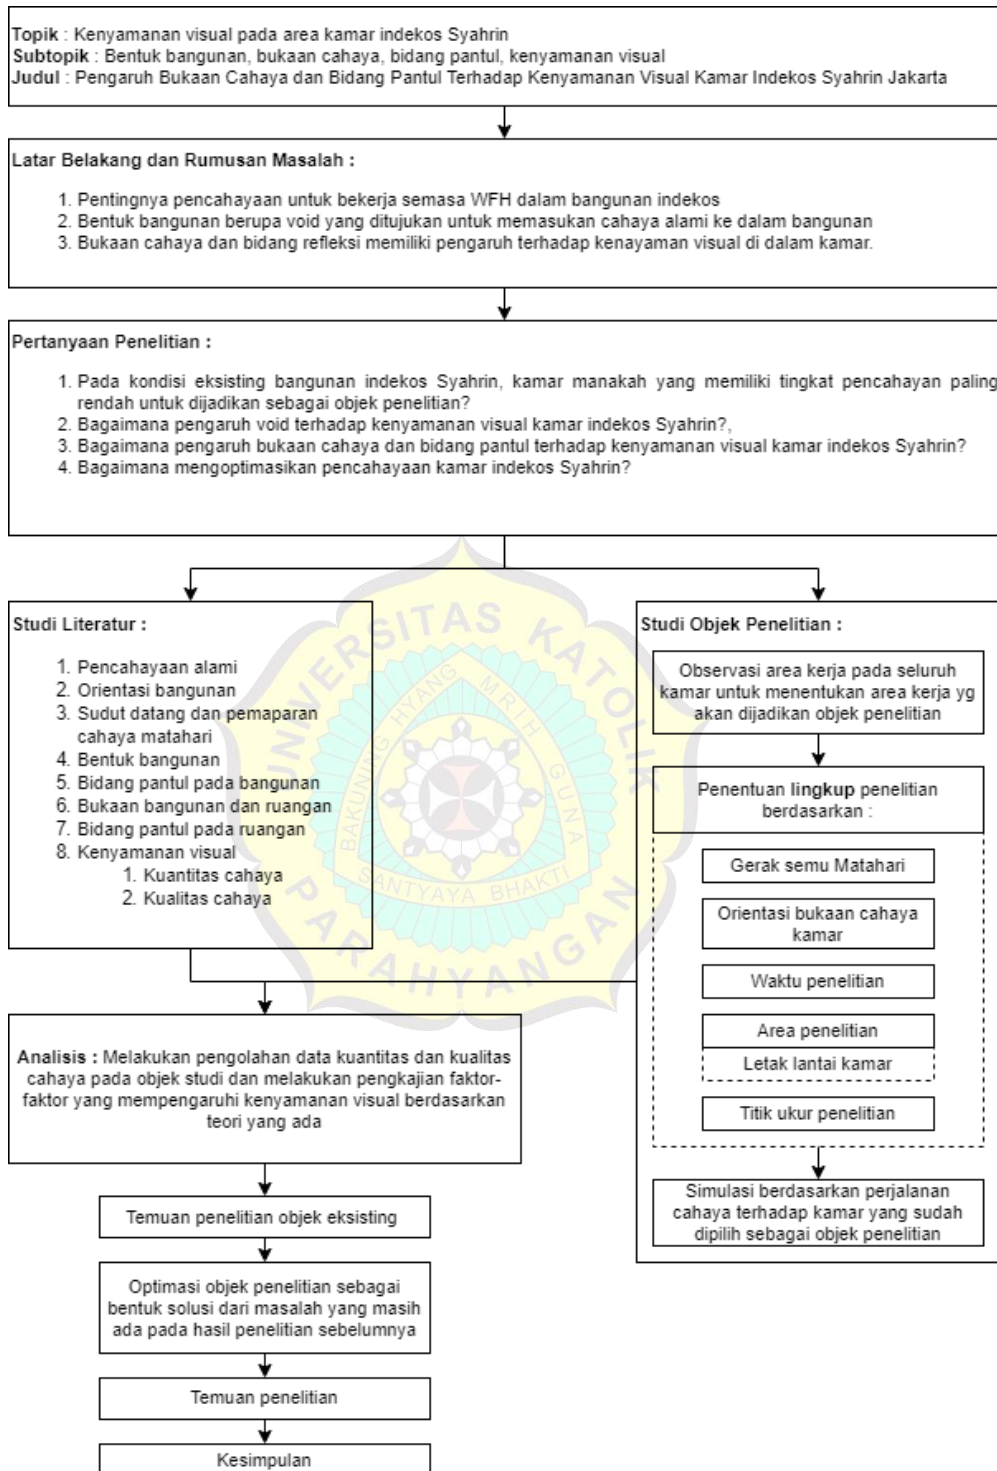 Topik : Kenyamanan visual pada area kamar indekos Syahrin
Subtopik : Bentuk bangunan, bukaan cahaya, bidang pantul, kenyamanan visual
Judul : Pengaruh Bukaan Cahaya dan Bidang Pantul Terhadap Kenyamanan Visual Kamar Indekos Syahrin Jakarta
Latar Belakang dan Rumusan Masalah :
1. Pentingnya pencahayaan untuk bekerja semasa WFH dalam bangunan indekos
2. Bentuk bangunan berupa void yang ditujukan untuk memasukan cahaya alami ke dalam bangunan
3. Bukaan cahaya dan bidang refleksi memiliki pengaruh terhadap kenayaman visual di dalam kamar.
Pertanyaan Penelitian :
1. Pada kondisi eksisting bangunan indekos Syahrin, kamar manakah yang memiliki tingkat pencahayan paling
rendah untuk dijadikan sebagai objek penelitian?
2. Bagaimana pengaruh void terhadap kenyamanan visual kamar indekos Syahrin?,
3. Bagaimana pengaruh bukaan cahaya dan bidang pantul terhadap kenyamanan visual kamar indekos Syahrin?
4. Bagaimana mengoptimasikan pencahayaan kamar indekos Syahrin?
Studi Literatur :
1. Pencahayaan alami
2. Orientasi bangunan
3. Sudut datang dan pemaparan
cahaya matahari
4. Bentuk bangunan
5. Bidang pantul pada bangunan
6. Bukaan bangunan dan ruangan
7. Bidang pantul pada ruangan
8. Kenyamanan visual
1. Kuantitas cahaya
2. Kualitas cahaya
Studi Objek Penelitian :
Observasi area kerja pada seluruh
kamar untuk menentukan area kerja yg
akan dijadikan objek penelitian
Penentuan lingkup penelitian
berdasarkan :
Gerak semu Matahari
Orientasi bukaan cahaya
kamar
Waktu penelitian
Area penelitian
Letak lantai kamar
Titik ukur penelitian
Simulasi berdasarkan perjalanan
cahaya terhadap kamar yang sudah
dipilih sebagai objek penelitian
Analisis : Melakukan pengolahan data kuantitas dan kualitas
cahaya pada objek studi dan melakukan pengkajian faktor-
faktor yang mempengaruhi kenyamanan visual berdasarkan
teori yang ada
Temuan penelitian objek eksisting
Optimasi objek penelitian sebagai
bentuk solusi dari masalah yang masih
ada pada hasil penelitian sebelumnya
Temuan penelitian
Kesimpulan
UNIVERSITAS KATOLIK
PARAHYANGAN
BAKUNING HYANG MRIH GUNA
SANTYAYA BHAKTI